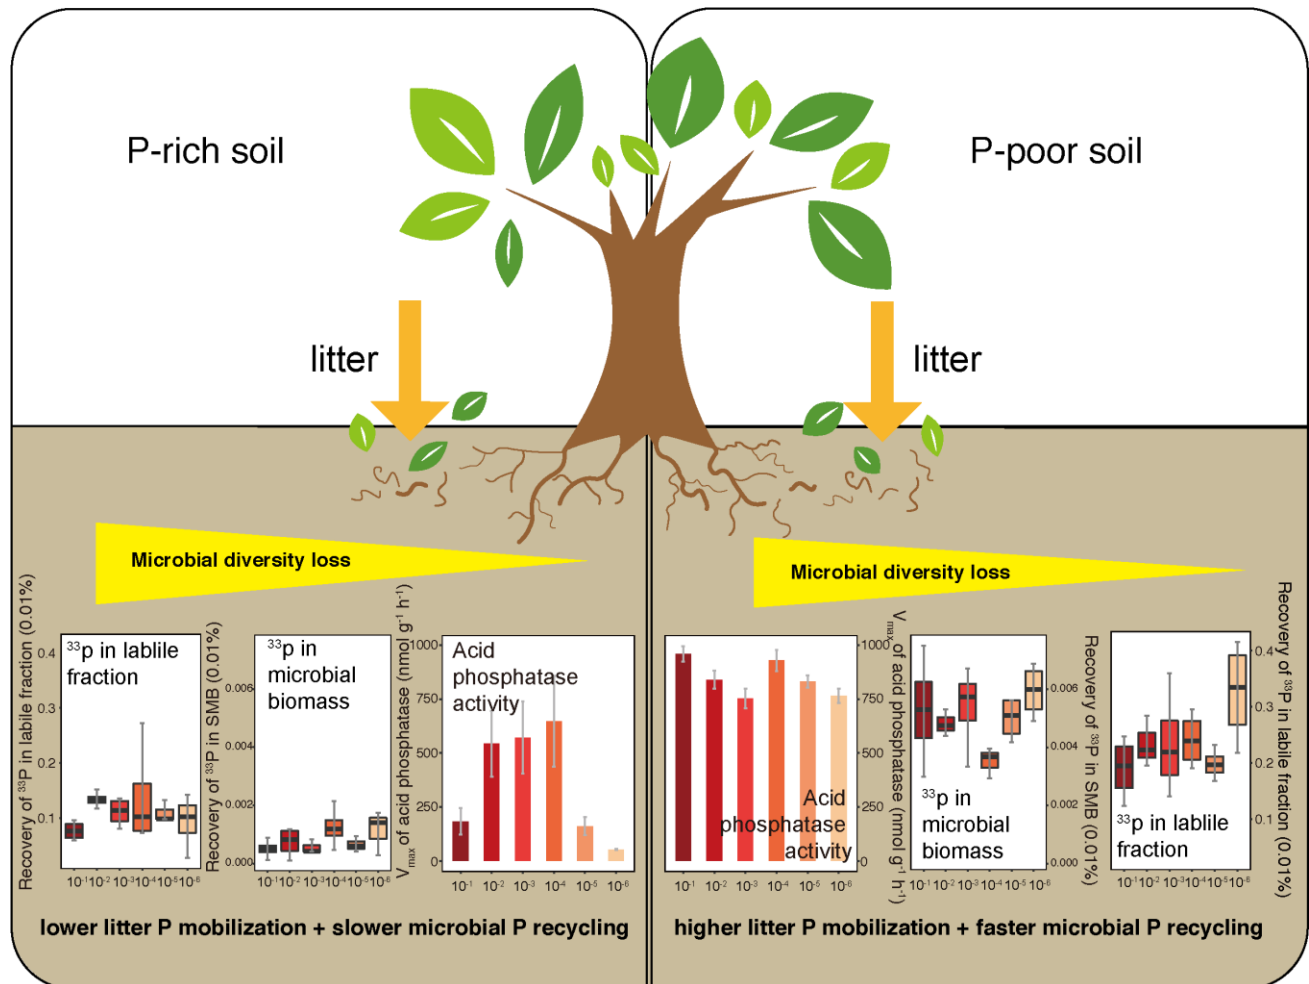 P-rich soil
P-poor soil
litter
litter
Microbial diversity loss
Microbial diversity loss
Recovery of ³³P in labile fraction (0.01%)
0.4
0.3
0.2
0.1
³³p in lablile
fraction
10⁻¹ 10⁻² 10⁻³ 10⁻⁴ 10⁻⁵ 10⁻⁶
Recovery of ³³P in SMB (0.01%)
0.006
0.004
0.002
0.000
³³p in
microbial
biomass
10⁻¹ 10⁻² 10⁻³ 10⁻⁴ 10⁻⁵ 10⁻⁶
Vmax of acid phosphatase (nmol g⁻¹ h⁻¹)
1000
750
500
250
0
Acid
phosphatase
activity
10⁻¹ 10⁻² 10⁻³ 10⁻⁴ 10⁻⁵ 10⁻⁶
Acid
phosphatase
activity
10⁻¹ 10⁻² 10⁻³ 10⁻⁴ 10⁻⁵ 10⁻⁶
1000
750
500
250
0
Vmax of acid phosphatase (nmol g⁻¹ h⁻¹)
³³p in
microbial
biomass
10⁻¹ 10⁻² 10⁻³ 10⁻⁴ 10⁻⁵ 10⁻⁶
0.006
0.004
0.002
0.000
Recovery of ³³P in SMB (0.01%)
³³p in lablile
fraction
10⁻¹ 10⁻² 10⁻³ 10⁻⁴ 10⁻⁵ 10⁻⁶
0.4
0.3
0.2
0.1
Recovery of ³³P in labile fraction (0.01%)
lower litter P mobilization + slower microbial P recycling
higher litter P mobilization + faster microbial P recycling